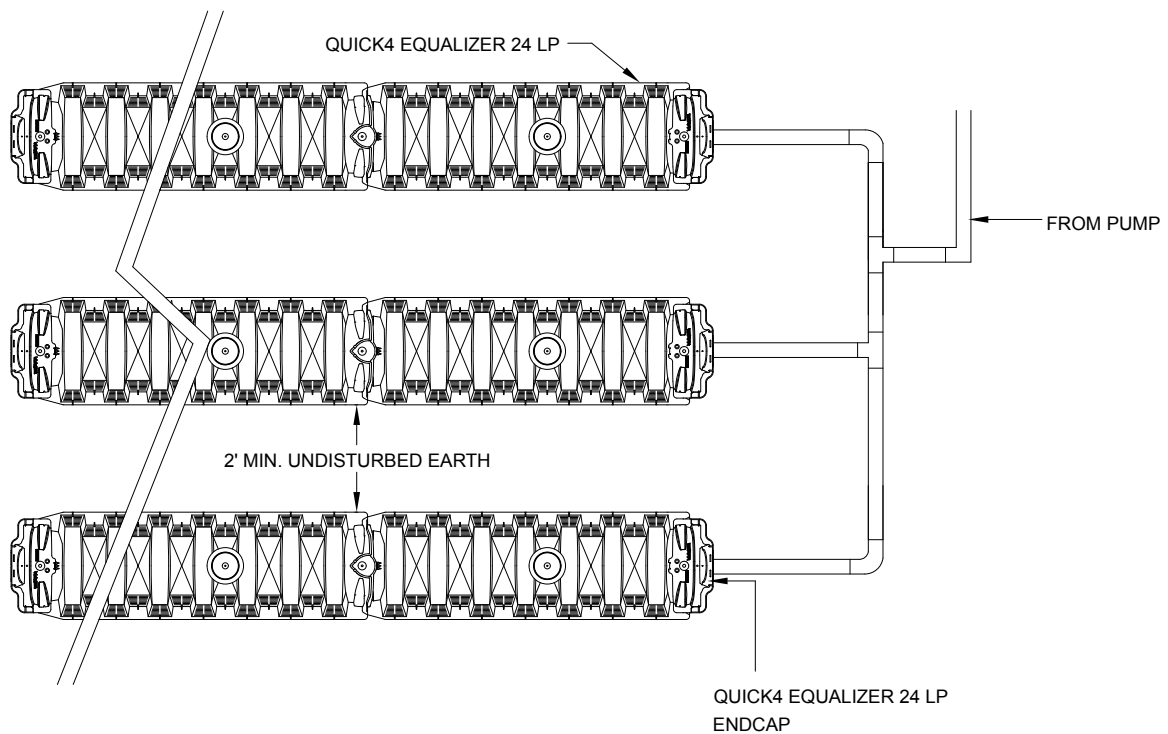 QUICK4 EQUALIZER 24 LP
FROM PUMP
2' MIN. UNDISTURBED EARTH
QUICK4 EQUALIZER 24 LP
ENDCAP